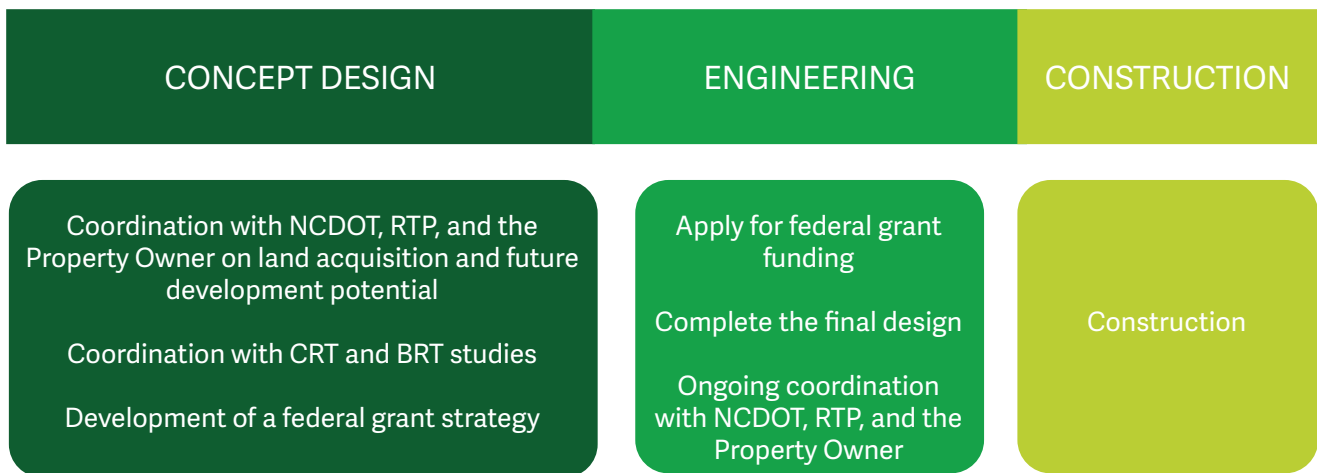 CONCEPT DESIGN
ENGINEERING
CONSTRUCTION
Coordination with NCDOT, RTP, and the
Property Owner on land acquisition and future
development potential
Coordination with CRT and BRT studies
Development of a federal grant strategy
Apply for federal grant
funding
Complete the final design
Ongoing coordination
with NCDOT, RTP, and the
Property Owner
Construction